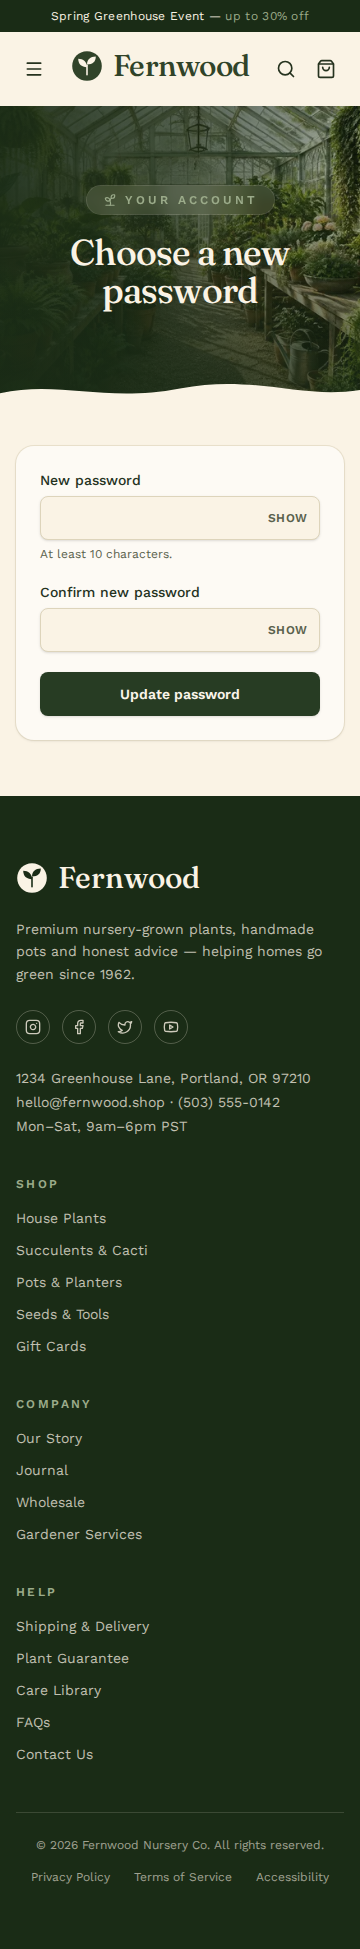 Spring Greenhouse Event — up to 30% off
Fernwood
YOUR ACCOUNT
Choose a new
password
New password
SHOW
At least 10 characters.
Confirm new password
SHOW
Update password
Fernwood
Premium nursery-grown plants, handmade
pots and honest advice — helping homes go
green since 1962.
1234 Greenhouse Lane, Portland, OR 97210
hello@fernwood.shop · (503) 555-0142
Mon–Sat, 9am–6pm PST
SHOP
House Plants
Succulents & Cacti
Pots & Planters
Seeds & Tools
Gift Cards
COMPANY
Our Story
Journal
Wholesale
Gardener Services
HELP
Shipping & Delivery
Plant Guarantee
Care Library
FAQs
Contact Us
© 2026 Fernwood Nursery Co. All rights reserved.
Privacy Policy Terms of Service Accessibility